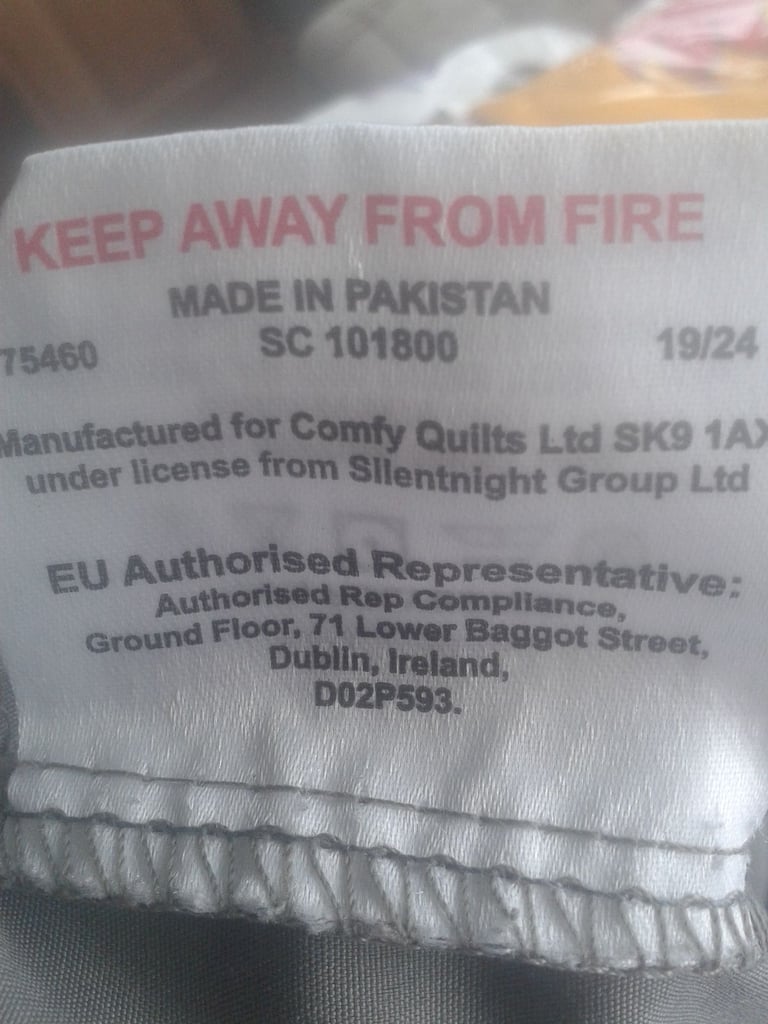 KEEP AWAY FROM FIRE
MADE IN PAKISTAN
75460 SC 101800 19/24
Manufactured for Comfy Quilts Ltd SK9 1AX
under license from Silentnight Group Ltd
EU Authorised Representative:
Authorised Rep Compliance,
Ground Floor, 71 Lower Baggot Street,
Dublin, Ireland,
D02P593.